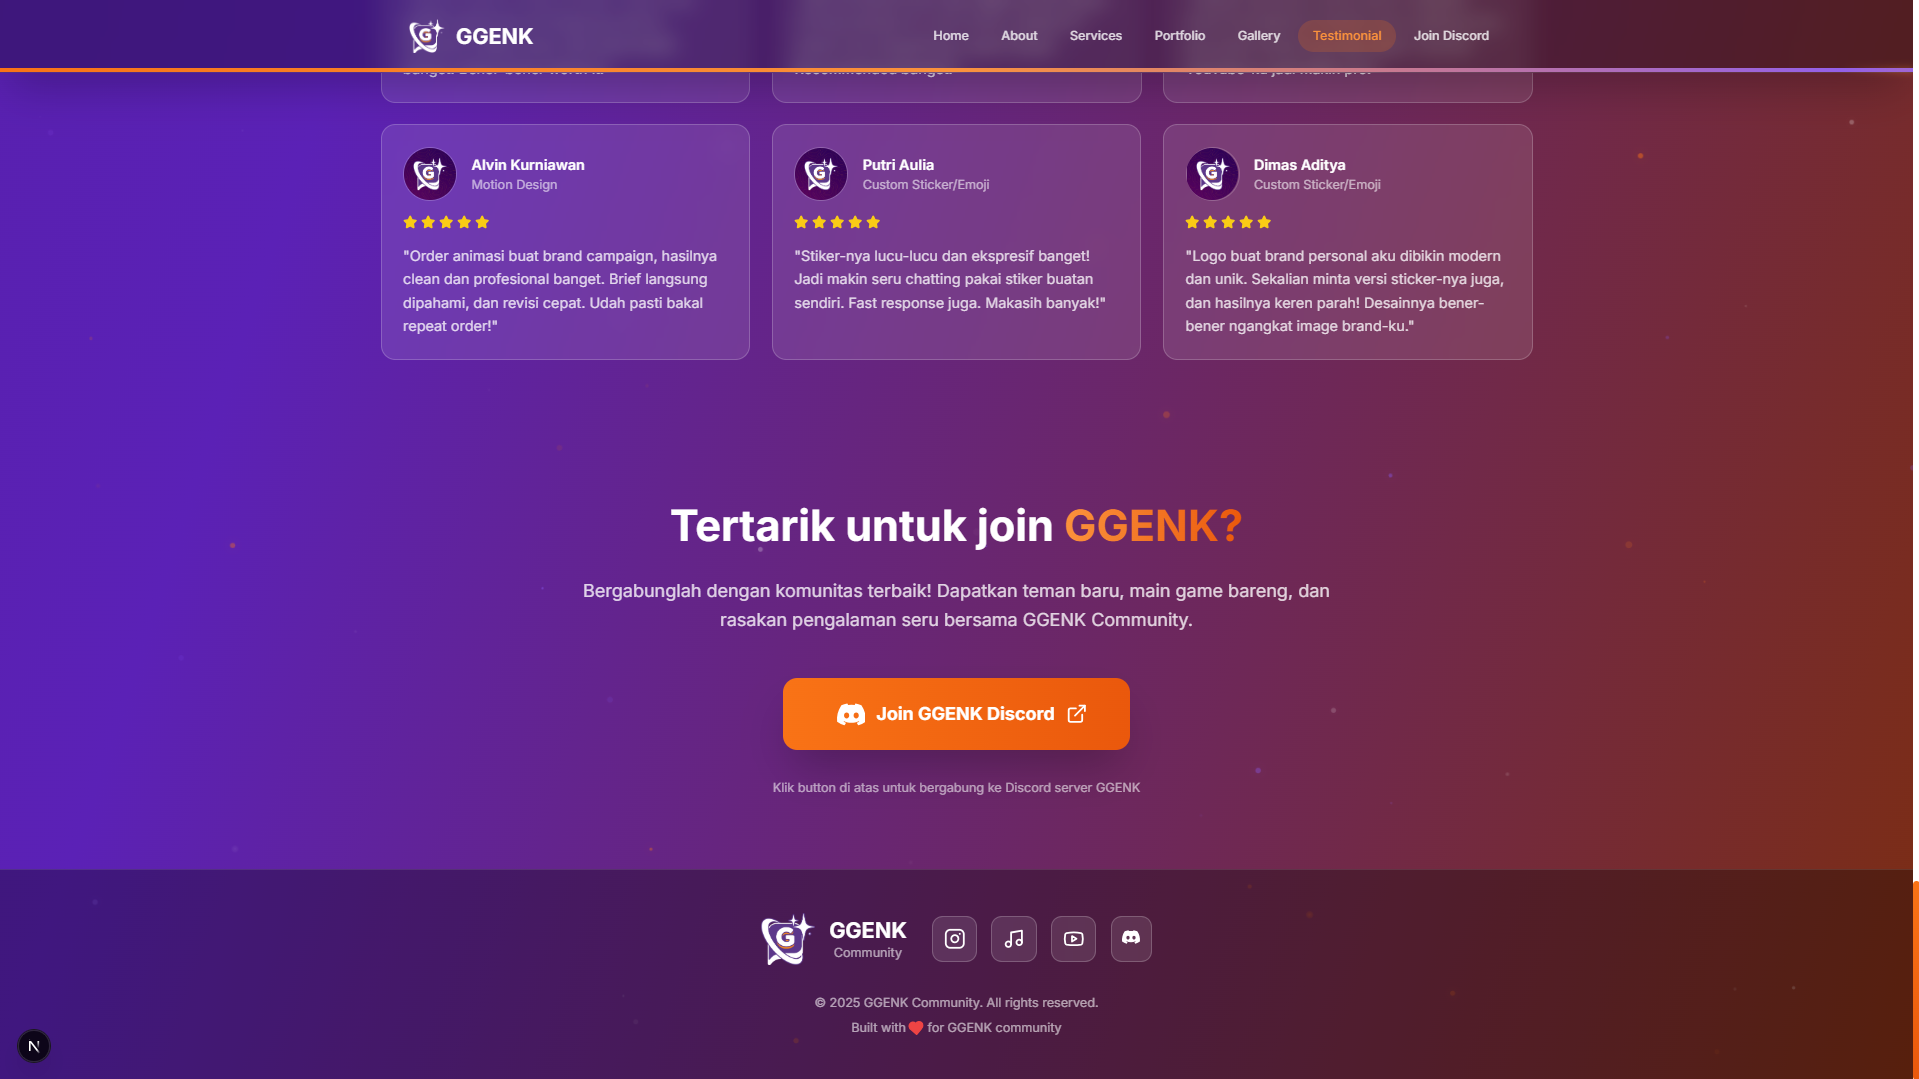 GGENK
Home
About
Services
Portfolio
Gallery
Testimonial
Join Discord
Alvin Kurniawan
Motion Design
"Order animasi buat brand campaign, hasilnya
clean dan profesional banget. Brief langsung
dipahami, dan revisi cepat. Udah pasti bakal
repeat order!"
Putri Aulia
Custom Sticker/Emoji
"Stiker-nya lucu-lucu dan ekspresif banget!
Jadi makin seru chatting pakai stiker buatan
sendiri. Fast response juga. Makasih banyak!"
Dimas Aditya
Custom Sticker/Emoji
"Logo buat brand personal aku dibikin modern
dan unik. Sekalian minta versi sticker-nya juga,
dan hasilnya keren parah! Desainnya bener-
bener ngangkat image brand-ku."
Tertarik untuk join GGENK?
Bergabunglah dengan komunitas terbaik! Dapatkan teman baru, main game bareng, dan
rasakan pengalaman seru bersama GGENK Community.
Join GGENK Discord
Klik button di atas untuk bergabung ke Discord server GGENK
GGENK
Community
© 2025 GGENK Community. All rights reserved.
Built with ❤ for GGENK community